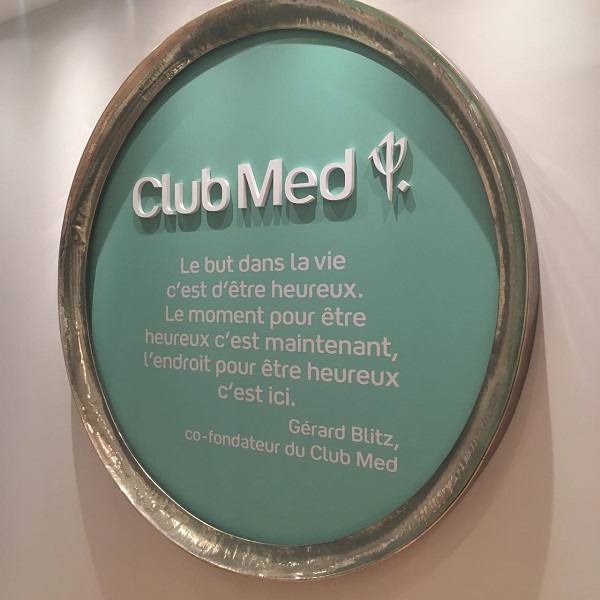 Club Med
Le but dans la vie
c'est d'être heureux.
Le moment pour être
heureux c'est maintenant,
l'endroit pour être heureux
c'est ici.
Gérard Blitz,
co-fondateur du Club Med